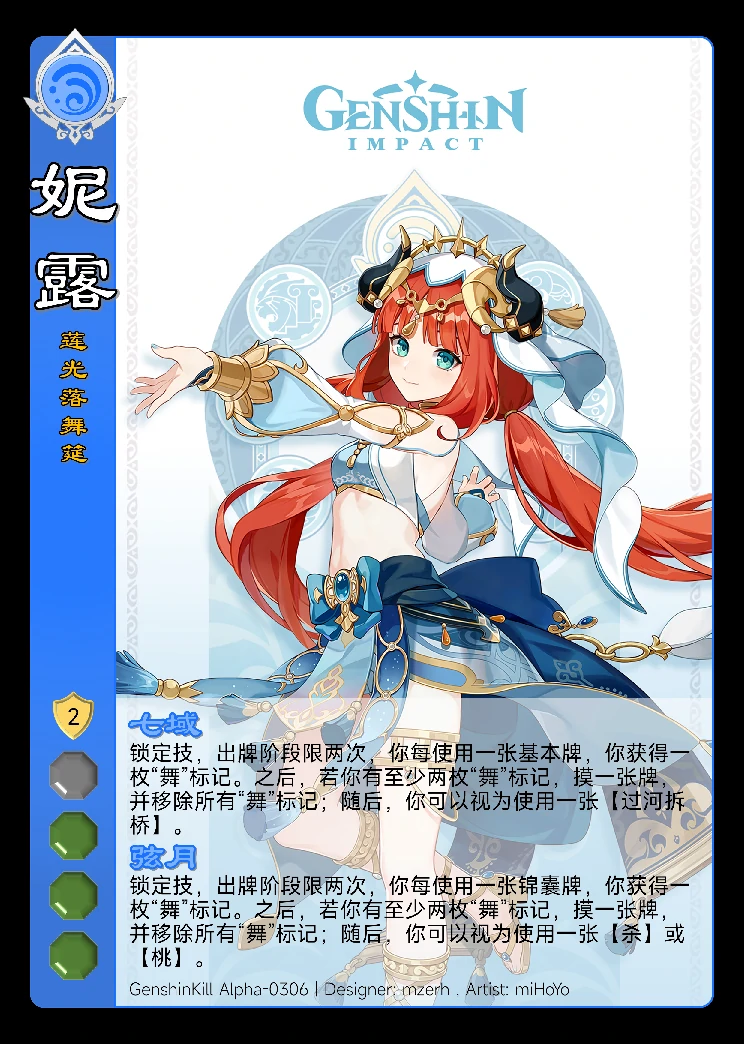 GENSHIN
IMPACT
妮露
莲光落舞筵
2
七域
锁定技，出牌阶段限两次，你每使用一张基本牌，你获得一
枚“舞”标记。之后，若你有至少两枚“舞”标记，摸一张牌，
并移除所有“舞”标记；随后，你可以视为使用一张【过河拆
桥】。
弦月
锁定技，出牌阶段限两次，你每使用一张锦囊牌，你获得一
枚“舞”标记。之后，若你有至少两枚“舞”标记，摸一张牌，
并移除所有“舞”标记；随后，你可以视为使用一张【杀】或
【桃】。
GenshinKill Alpha-0306 | Designer: mzerh . Artist: miHoYo